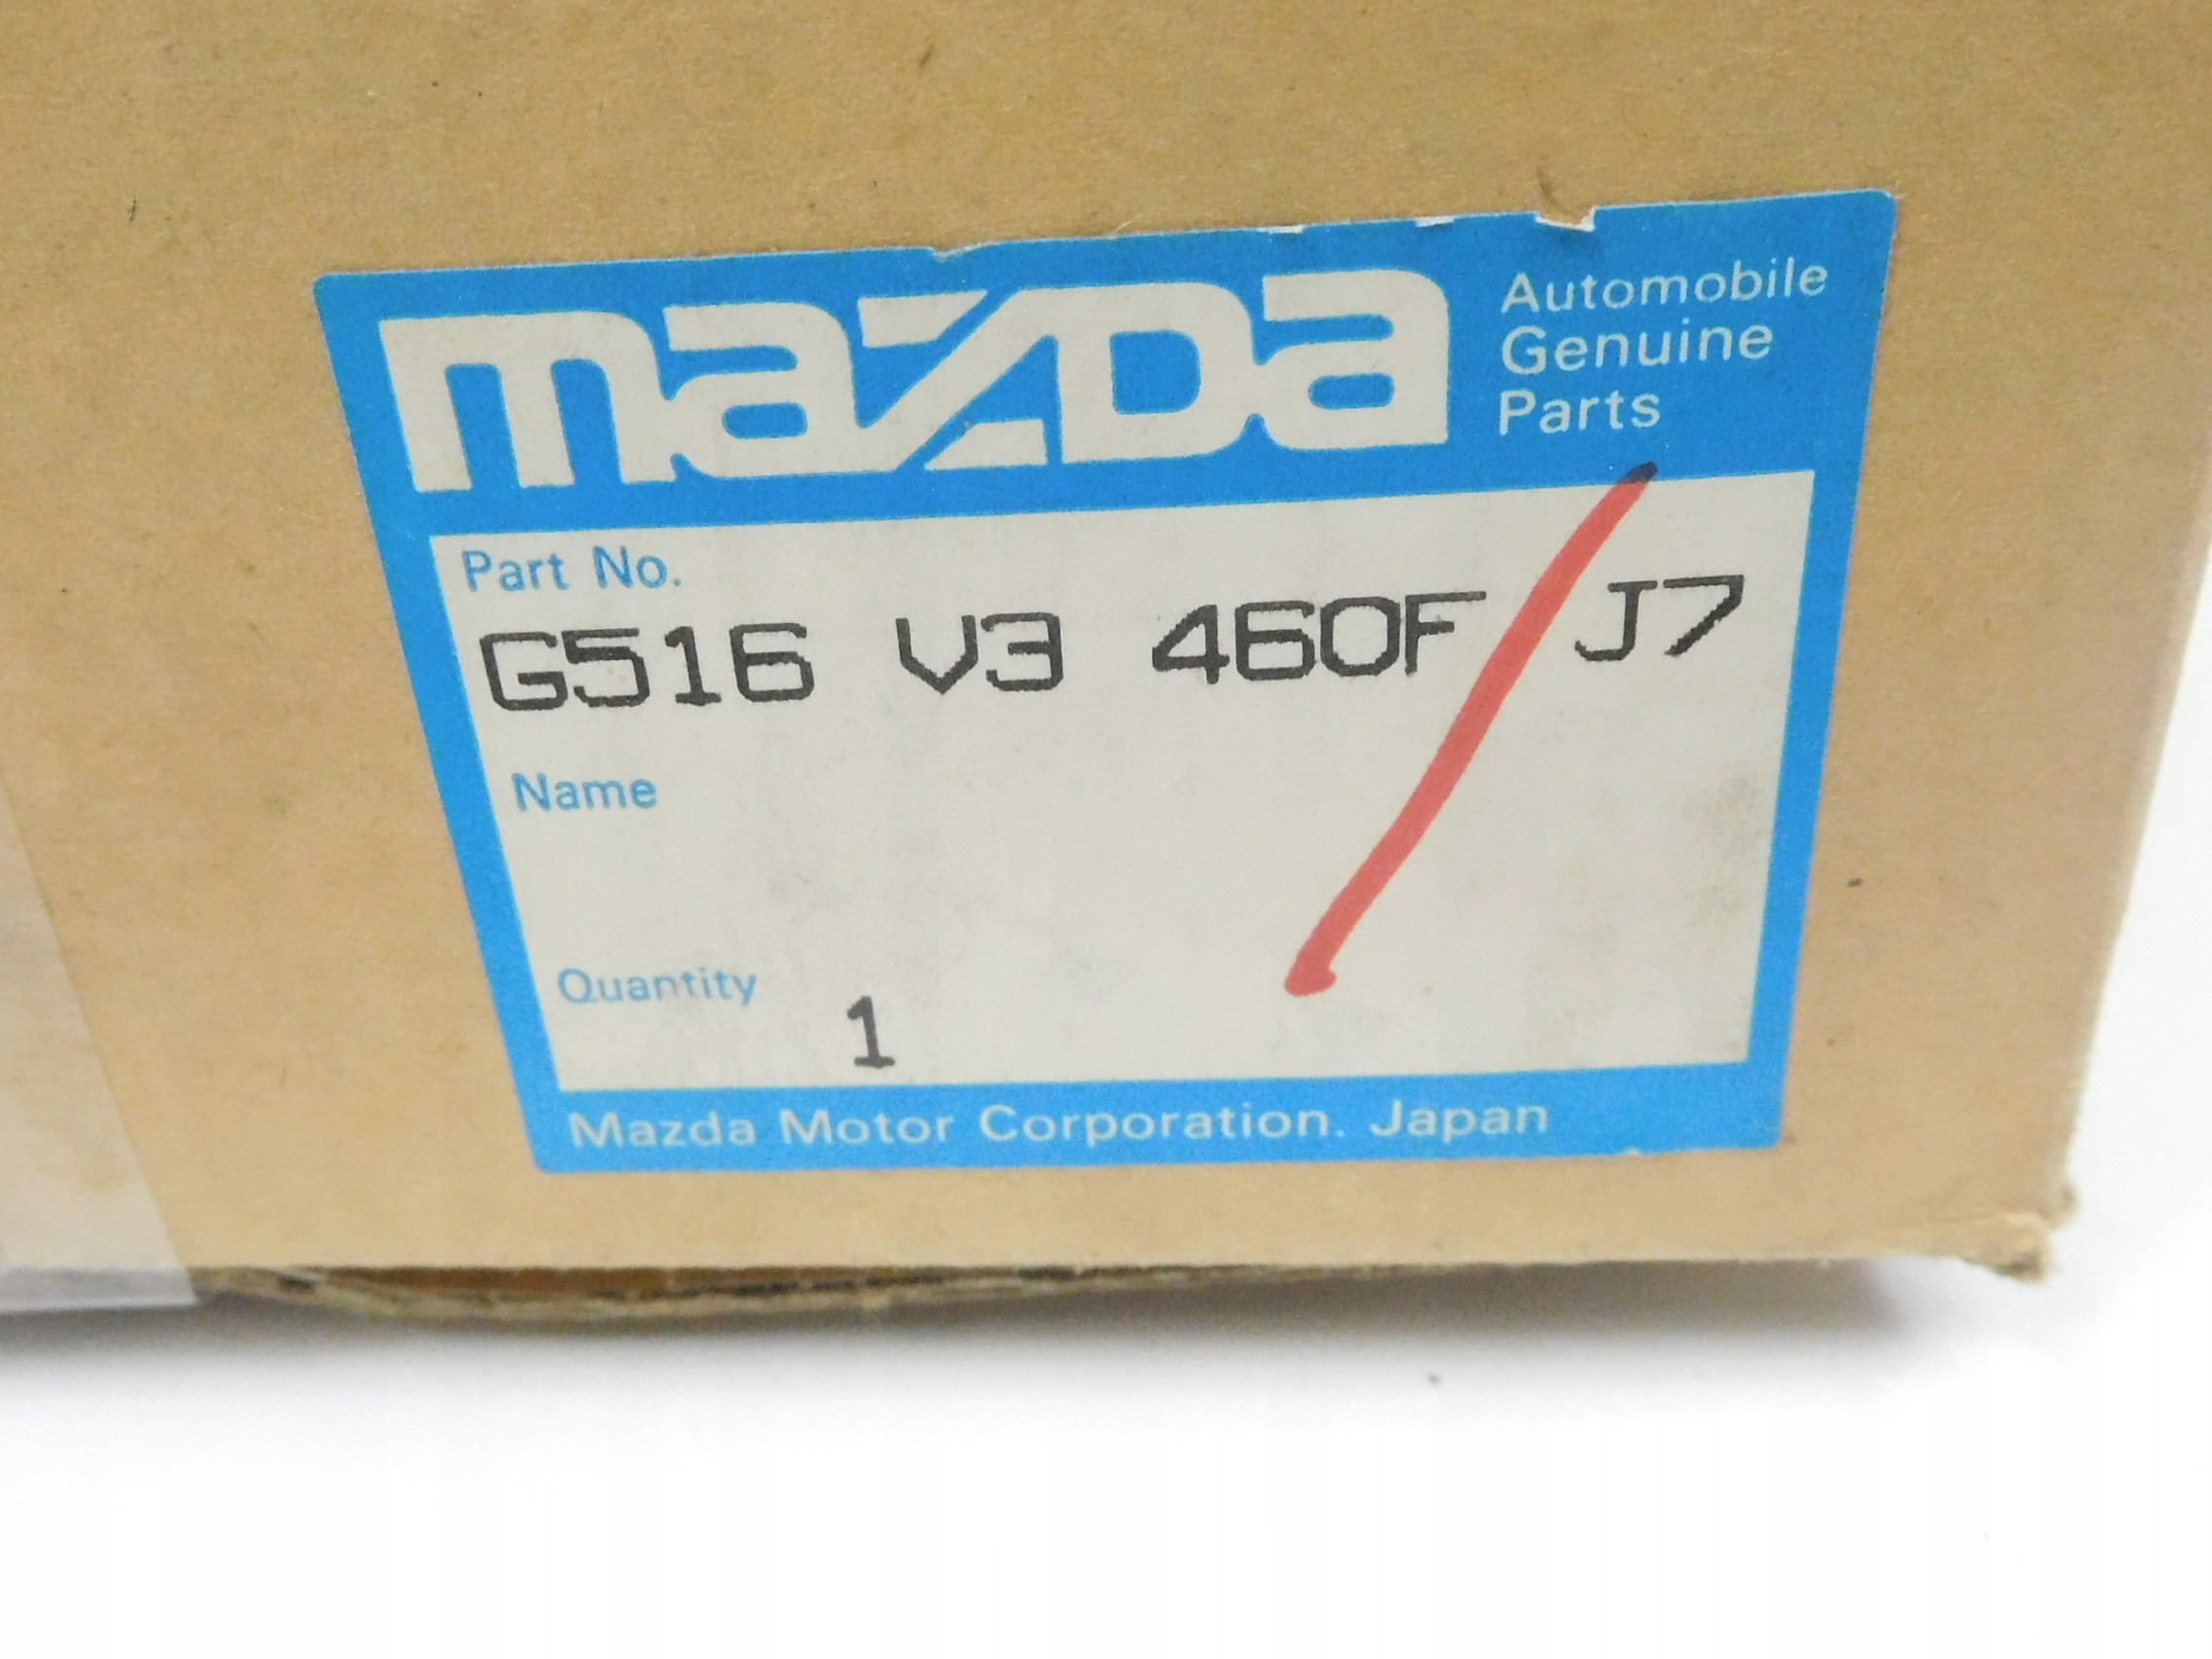 mazda
Automobile
Genuine
Parts
Part No.
G516 V3 460F J7
Name
Quantity
1
Mazda Motor Corporation. Japan